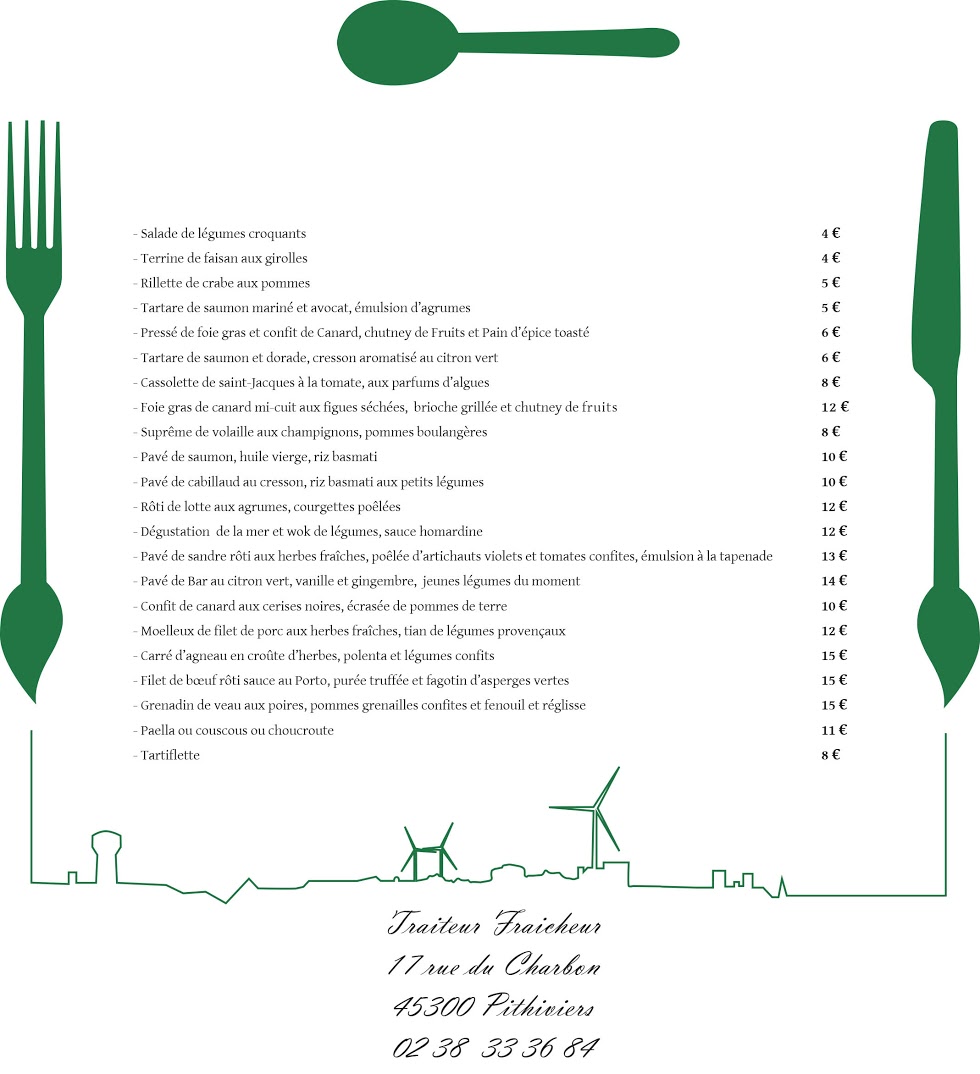 - Salade de légumes croquants 4 €
- Terrine de faisan aux girolles 4 €
- Rillette de crabe aux pommes 5 €
- Tartare de saumon mariné et avocat, émulsion d'agrumes 5 €
- Pressé de foie gras et confit de Canard, chutney de Fruits et Pain d'épice toasté 6 €
- Tartare de saumon et dorade, cresson aromatisé au citron vert 6 €
- Cassolette de saint-Jacques à la tomate, aux parfums d'algues 8 €
- Foie gras de canard mi-cuit aux figues séchées, brioche grillée et chutney de fruits 12 €
- Suprême de volaille aux champignons, pommes boulangères 8 €
- Pavé de saumon, huile vierge, riz basmati 10 €
- Pavé de cabillaud au cresson, riz basmati aux petits légumes 10 €
- Rôti de lotte aux agrumes, courgettes poêlées 12 €
- Dégustation de la mer et wok de légumes, sauce homardine 12 €
- Pavé de sandre rôti aux herbes fraîches, poêlée d'artichauts violets et tomates confites, émulsion à la tapenade 13 €
- Pavé de Bar au citron vert, vanille et gingembre, jeunes légumes du moment 14 €
- Confit de canard aux cerises noires, écrasée de pommes de terre 10 €
- Moelleux de filet de porc aux herbes fraîches, tian de légumes provençaux 12 €
- Carré d'agneau en croûte d'herbes, polenta et légumes confits 15 €
- Filet de bœuf rôti sauce au Porto, purée truffée et fagotin d'asperges vertes 15 €
- Grenadin de veau aux poires, pommes grenailles confites et fenouil et réglisse 15 €
- Paella ou couscous ou choucroute 11 €
- Tartiflette 8 €
Traiteur Fraicheur
17 rue du Charbon
45300 Pithiviers
02 38 33 36 84